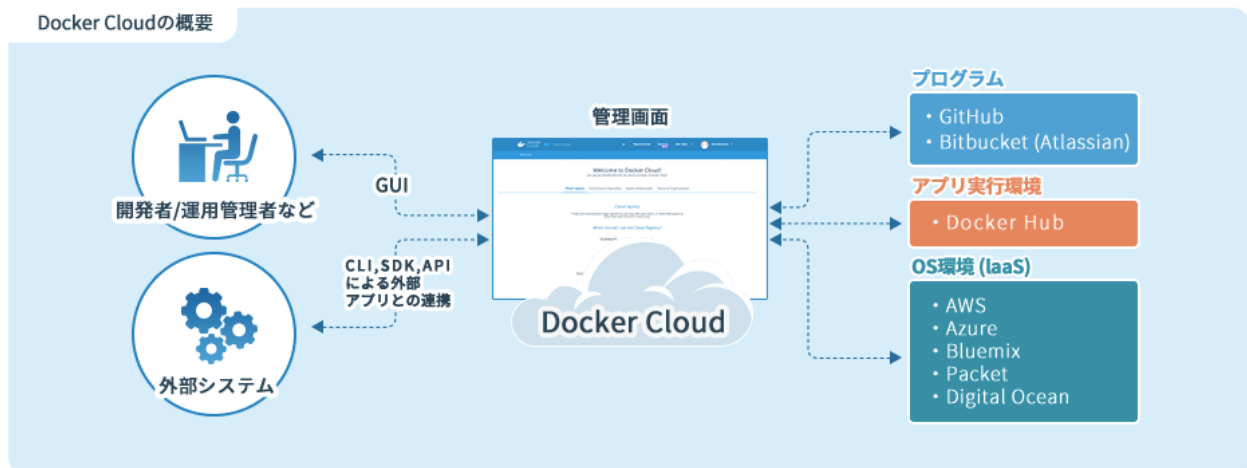 Docker Cloudの概要
開発者/運用管理者など
外部システム
GUI
CLI,SDK,API
による外部
アプリとの連携
管理画面
Welcome to Docker Cloud!
Cloud registry
Docker Cloud
プログラム
・GitHub
・Bitbucket (Atlassian)
アプリ実行環境
・Docker Hub
OS環境 (IaaS)
・AWS
・Azure
・Bluemix
・Packet
・Digital Ocean